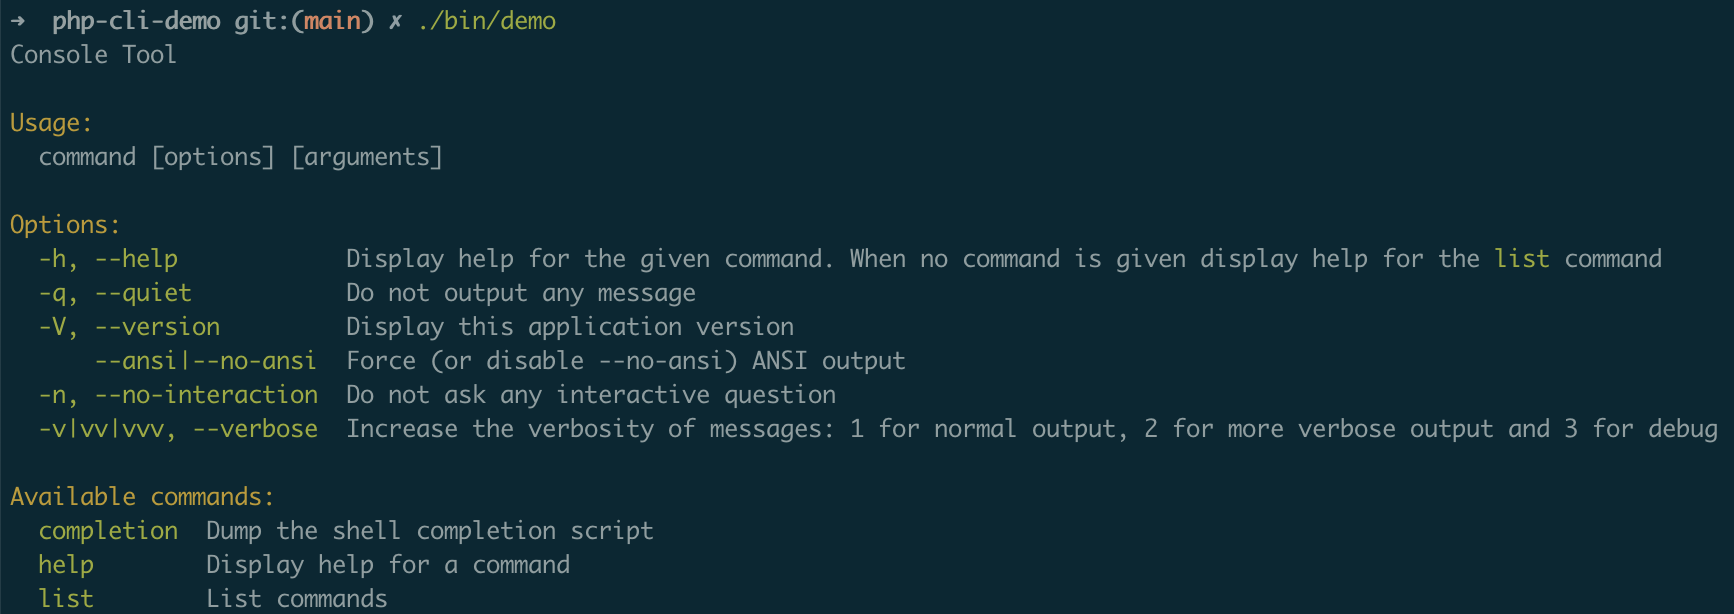 ➜  php-cli-demo git:(main) ✗ ./bin/demo
Console Tool

Usage:
  command [options] [arguments]

Options:
  -h, --help            Display help for the given command. When no command is given display help for the list command
  -q, --quiet           Do not output any message
  -V, --version         Display this application version
      --ansi|--no-ansi  Force (or disable --no-ansi) ANSI output
  -n, --no-interaction  Do not ask any interactive question
  -v|vv|vvv, --verbose  Increase the verbosity of messages: 1 for normal output, 2 for more verbose output and 3 for debug

Available commands:
  completion  Dump the shell completion script
  help        Display help for a command
  list        List commands